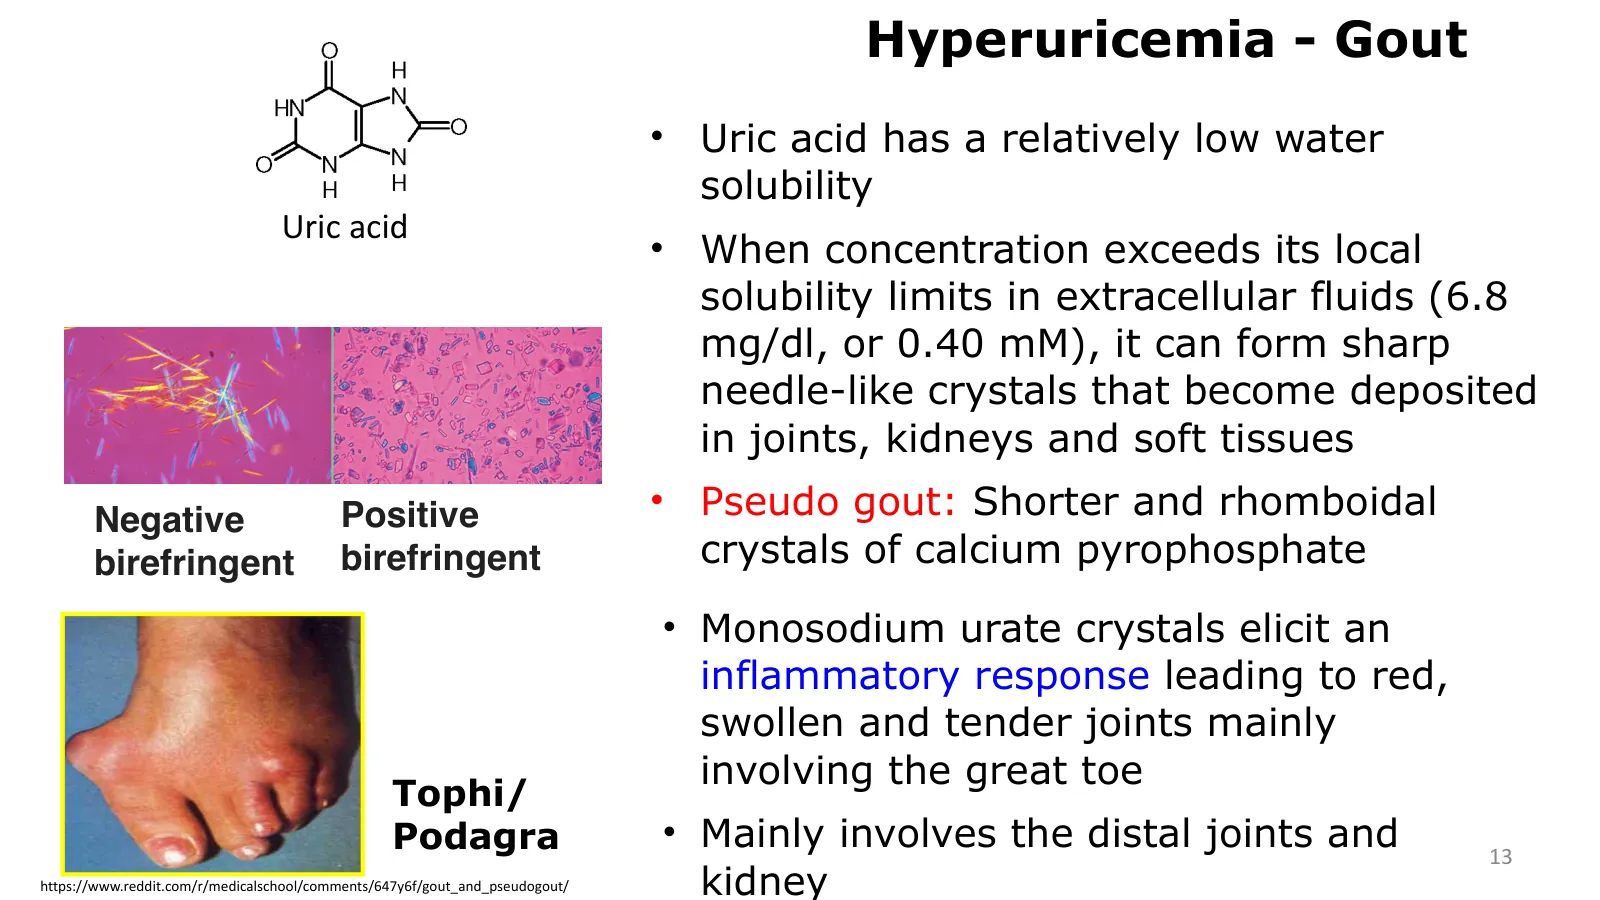 Hyperuricemia - Gout
O
H
HN
N
O
O
N
N
H
H
Uric acid
• Uric acid has a relatively low water
solubility
• When concentration exceeds its local
solubility limits in extracellular fluids (6.8
mg/dl, or 0.40 mM), it can form sharp
needle-like crystals that become deposited
in joints, kidneys and soft tissues
• Pseudo gout: Shorter and rhomboidal
crystals of calcium pyrophosphate
• Monosodium urate crystals elicit an
inflammatory response leading to red,
swollen and tender joints mainly
involving the great toe
• Mainly involves the distal joints and
kidney
Negative
birefringent
Positive
birefringent
Tophi/
Podagra
https://www.reddit.com/r/medicalschool/comments/647y6f/gout_and_pseudogout/
13